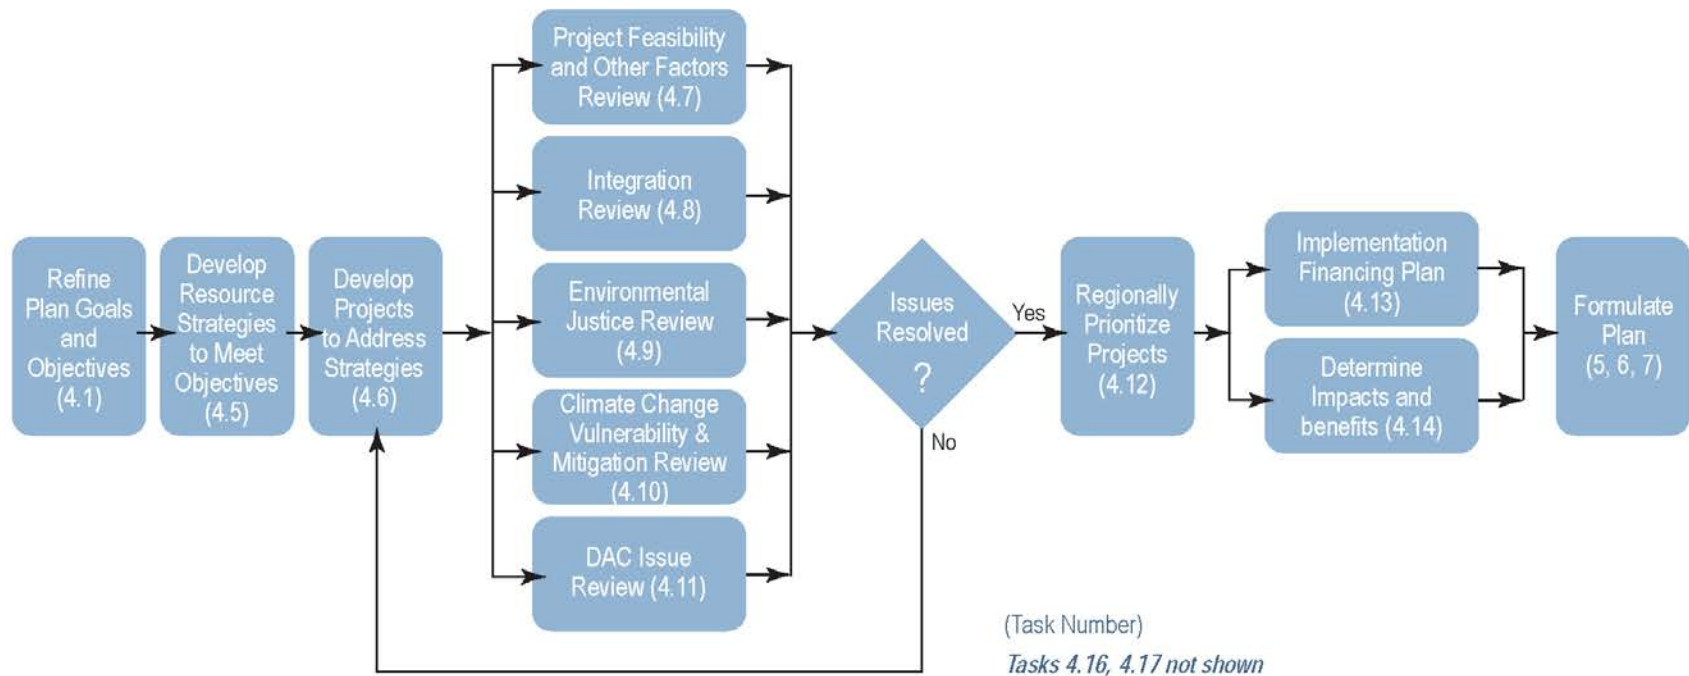 Refine
Plan Goals
and
Objectives
(4.1)
Develop
Resource
Strategies
to Meet
Objectives
(4.5)
Develop
Projects
to Address
Strategies
(4.6)
Project Feasibility
and Other Factors
Review (4.7)
Integration
Review (4.8)
Environmental
Justice Review
(4.9)
Climate Change
Vulnerability &
Mitigation Review
(4.10)
DAC Issue
Review (4.11)
Issues
Resolved
?
Yes
No
Regionally
Prioritize
Projects
(4.12)
Implementation
Financing Plan
(4.13)
Determine
Impacts and
benefits (4.14)
Formulate
Plan
(5, 6, 7)
(Task Number)
Tasks 4.16, 4.17 not shown